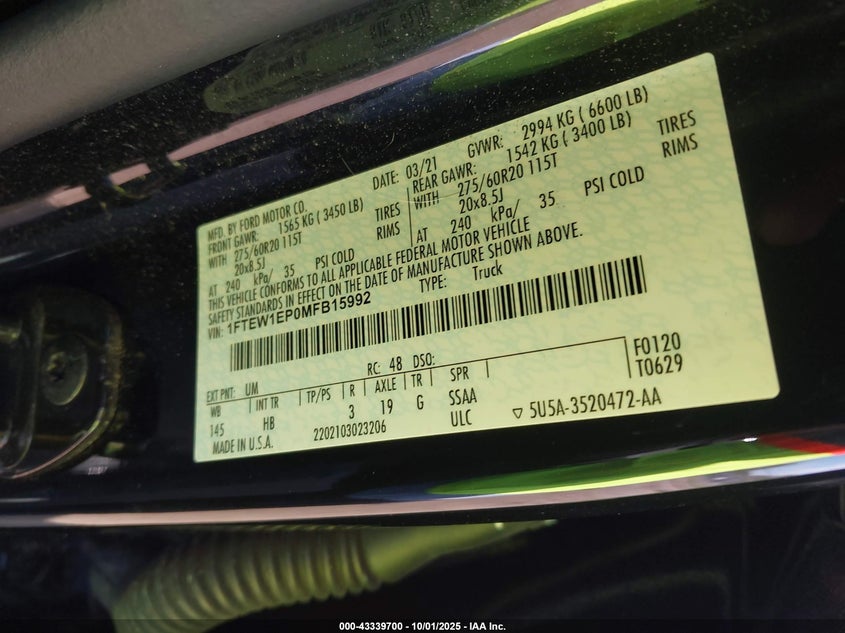 MFD. BY FORD MOTOR CO.
DATE: 03/21
GVWR: 2994 KG ( 6600 LB)
FRONT GAWR: 1565 KG ( 3450 LB)
REAR GAWR: 1542 KG ( 3400 LB)
WITH 275/60R20 115T TIRES
WITH 275/60R20 115T TIRES
20x8.5J RIMS
20x8.5J RIMS
AT 240 kPa/ 35 PSI COLD
AT 240 kPa/ 35 PSI COLD
THIS VEHICLE CONFORMS TO ALL APPLICABLE FEDERAL MOTOR VEHICLE
SAFETY STANDARDS IN EFFECT ON THE DATE OF MANUFACTURE SHOWN ABOVE.
VIN: 1FTEW1EP0MFB15992
TYPE: Truck
EXT PNT: UM RC: 48 DSO:
WB INT TR TP/PS R AXLE TR SPR
145 HB 3 19 G SSAA
MADE IN U.S.A. 2202103023206 ULC
F0120
T0629
▽ 5U5A-3520472-AA
000-43339700 - 10/01/2025 - IAA Inc.